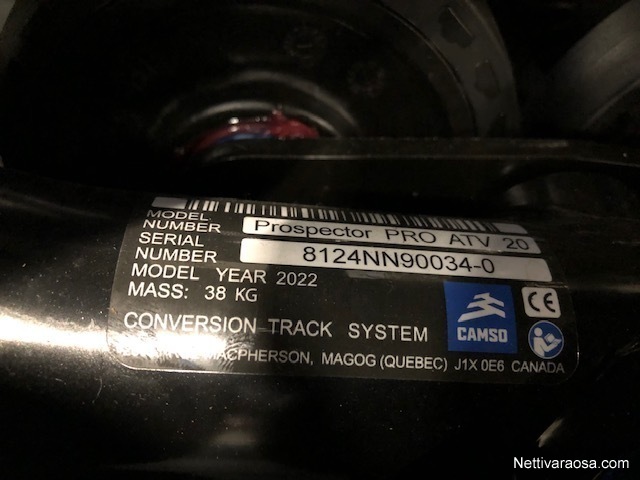 MODEL NUMBER Prospector PRO ATV 20
SERIAL NUMBER 8124NN90034-0
MODEL YEAR 2022
MASS: 38 KG
CONVERSION TRACK SYSTEM
CAMSO
CE
MACPHERSON, MAGOG (QUEBEC) J1X 0E6 CANADA
Nettivaraosa.com